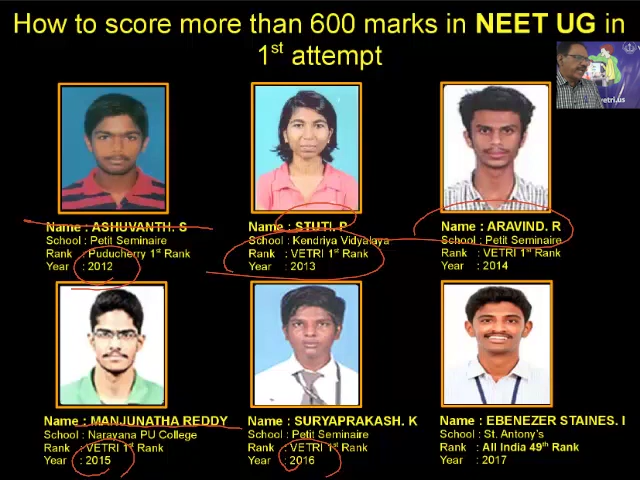 How to score more than 600 marks in NEET UG in
1st attempt
etri.us
Name : ASHUVANTH. S
School : Petit Seminaire
Rank : Puducherry 1st Rank
Year : 2012
Name : STUTI. P
School : Kendriya Vidyalaya
Rank : VETRI 1st Rank
Year : 2013
Name : ARAVIND. R
School : Petit Seminaire
Rank : VETRI 1st Rank
Year : 2014
Name : MANJUNATHA REDDY
School : Narayana PU College
Rank : VETRI 1st Rank
Year : 2015
Name : SURYAPRAKASH. K
School : Petit Seminaire
Rank : VETRI 1st Rank
Year : 2016
Name : EBENEZER STAINES. I
School : St. Antony's
Rank : All India 49th Rank
Year : 2017